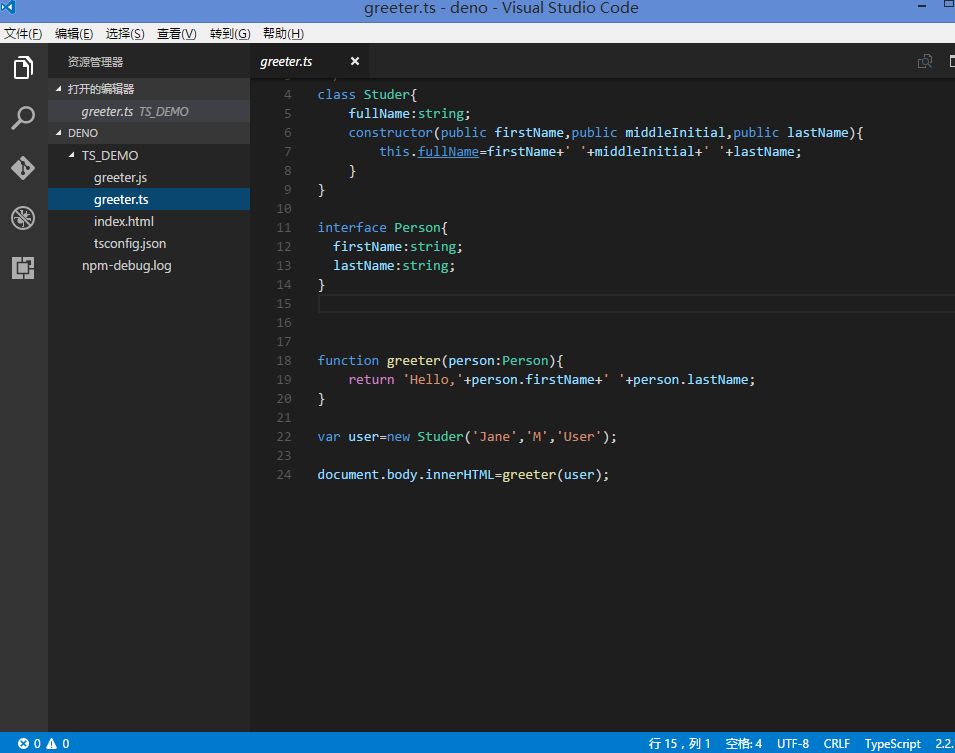 greeter.ts - deno - Visual Studio Code
文件(F) 编辑(E) 选择(S) 查看(V) 转到(G) 帮助(H)
资源管理器
打开的编辑器
greeter.ts TS_DEMO
DENO
TS_DEMO
greeter.js
greeter.ts
index.html
tsconfig.json
npm-debug.log
greeter.ts ×
4 class Studer{
5 fullName:string;
6 constructor(public firstName,public middleInitial,public lastName){
7 this.fullName=firstName+' '+middleInitial+' '+lastName;
8 }
9 }
10
11 interface Person{
12 firstName:string;
13 lastName:string;
14 }
15
16
17
18 function greeter(person:Person){
19 return 'Hello,'+person.firstName+' '+person.lastName;
20 }
21
22 var user=new Studer('Jane','M','User');
23
24 document.body.innerHTML=greeter(user);
0 0 行 15，列 1 空格: 4 UTF-8 CRLF TypeScript 2.2.